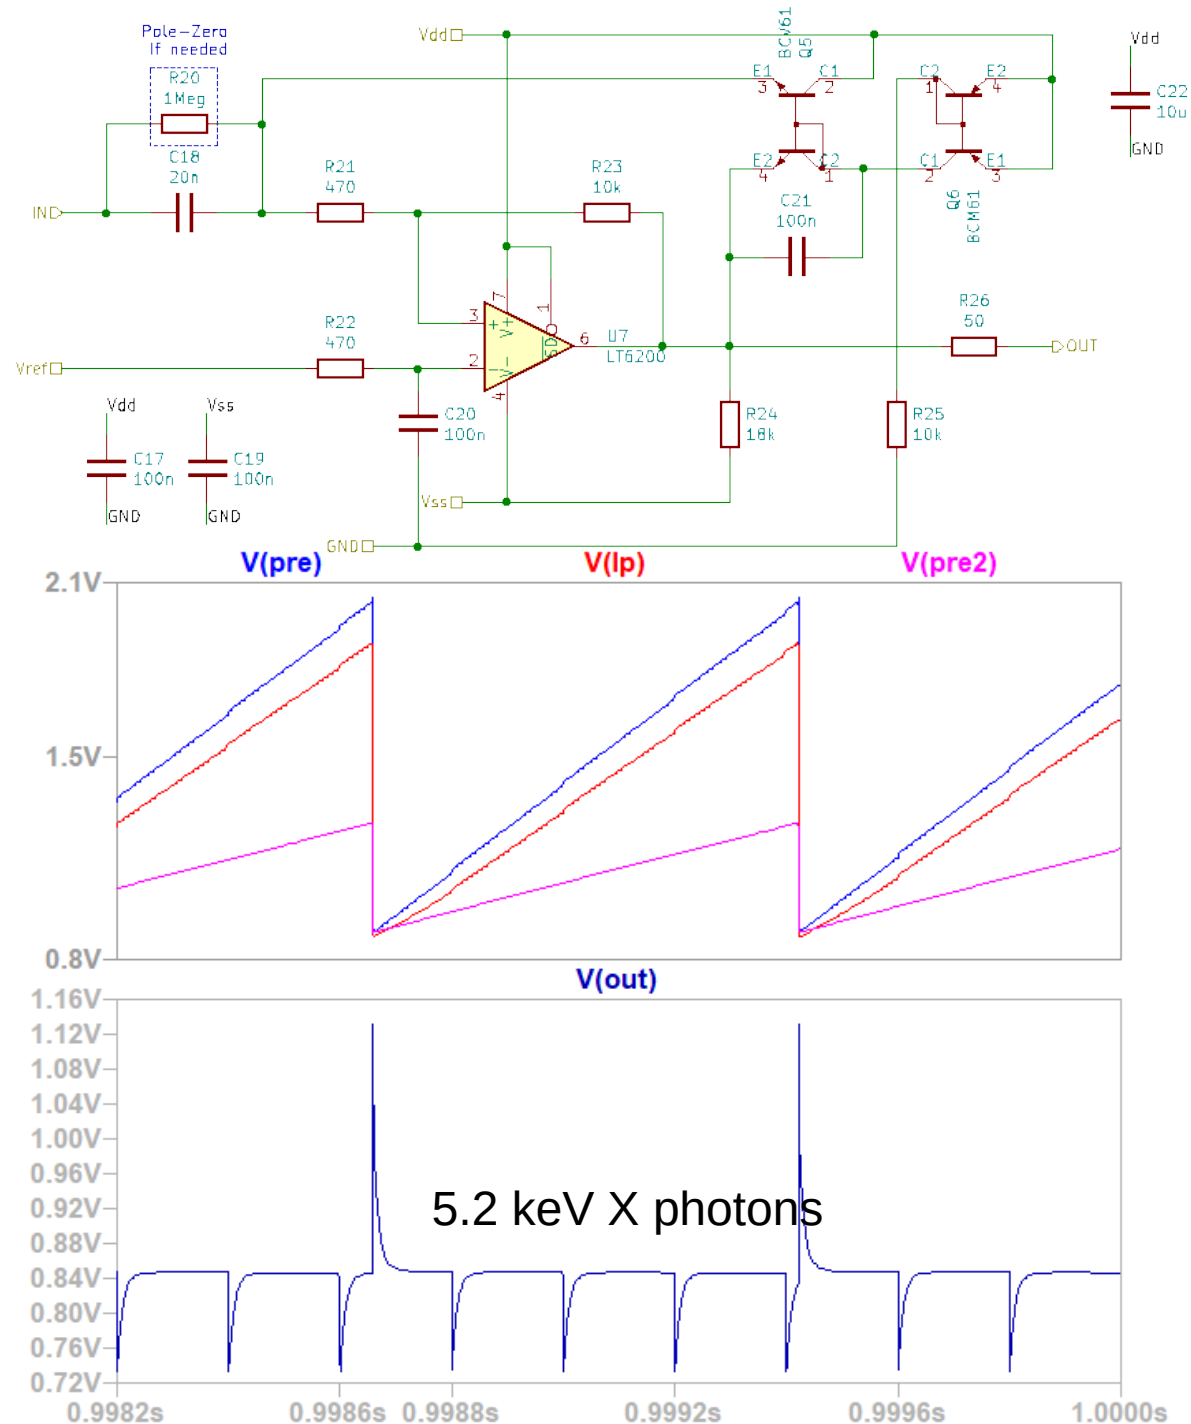 Pole-Zero
If needed
R20
1Meg
C18
20n
IN
R21
470
R23
10k
Vdd
BCV61
Q5
E1
3
C1
2
E2
4
C2
1
C2
1
E2
4
C1
2
E1
3
Q6
BCM61
Vdd
C22
10u
GND
C21
100n
R26
50
OUT
7
1
3
2
6
4
+
-
V+
V-
SD
U7
LT6200
R22
470
Vref
C20
100n
R24
18k
R25
10k
Vdd
Vss
C17
100n
C19
100n
GND
GND
Vss
GND
V(pre) V(lp) V(pre2)
2.1V
1.5V
0.8V
V(out)
1.16V
1.12V
1.08V
1.04V
1.00V
0.96V
0.92V
0.88V
0.84V
0.80V
0.76V
0.72V
5.2 keV X photons
0.9982s 0.9986s 0.9988s 0.9992s 0.9996s 1.0000s